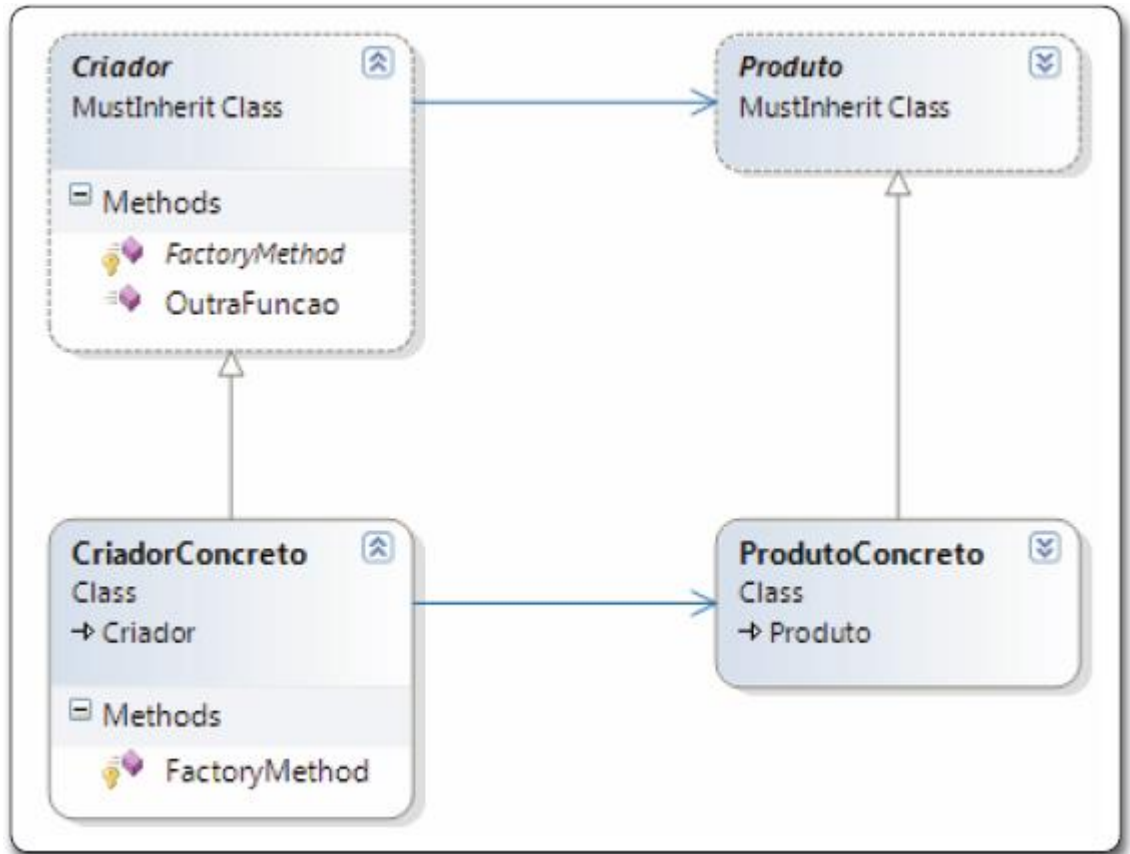 Criador
MustInherit Class
Methods
FactoryMethod
OutraFuncao
Produto
MustInherit Class
CriadorConcreto
Class
Criador
Methods
FactoryMethod
ProdutoConcreto
Class
Produto